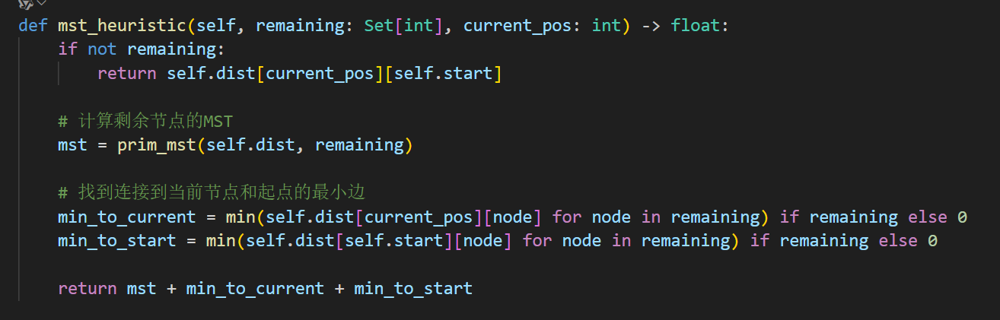 def mst_heuristic(self, remaining: Set[int], current_pos: int) -> float:
    if not remaining:
        return self.dist[current_pos][self.start]
    # 计算剩余节点的MST
    mst = prim_mst(self.dist, remaining)
    # 找到连接到当前节点和起点的最小边
    min_to_current = min(self.dist[current_pos][node] for node in remaining) if remaining else 0
    min_to_start = min(self.dist[self.start][node] for node in remaining) if remaining else 0
    return mst + min_to_current + min_to_start